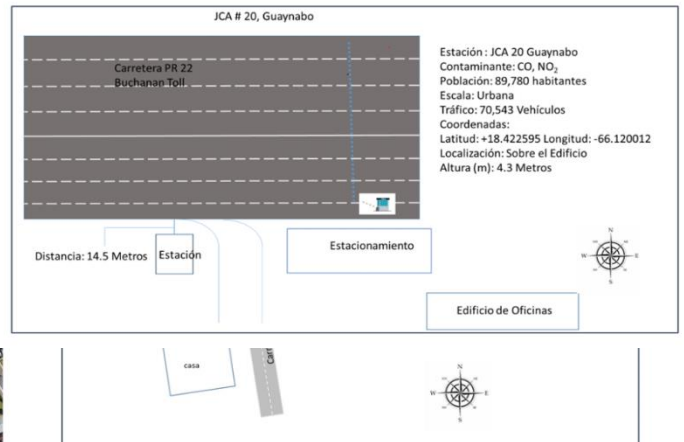 JCA # 20, Guaynabo
Carretera PR 22
Buchanan Toll
Estación : JCA 20 Guaynabo
Contaminante: CO, NO₂
Población: 89,780 habitantes
Escala: Urbana
Tráfico: 70,543 Vehículos
Coordenadas:
Latitud: +18.422595 Longitud: -66.120012
Localización: Sobre el Edificio
Altura (m): 4.3 Metros
Distancia: 14.5 Metros
Estación
Estacionamiento
N
W
E
S
Edificio de Oficinas
casa
N
W
E
S